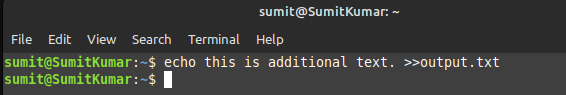 sumit@SumitKumar: ~
File Edit View Search Terminal Help
sumit@SumitKumar:~$ echo this is additional text. >>output.txt
sumit@SumitKumar:~$